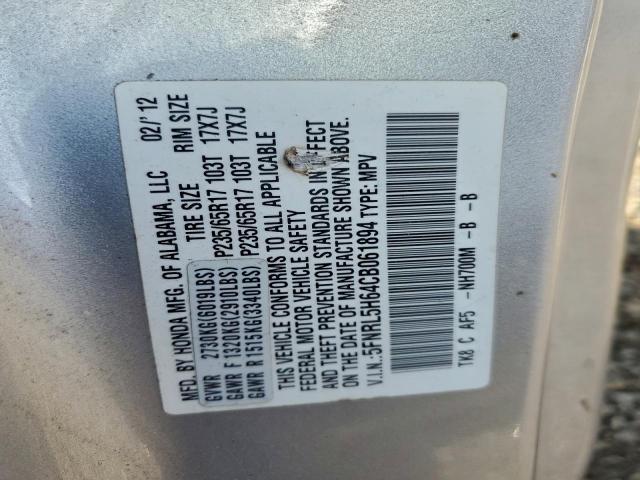 MFD. BY HONDA MFG. OF ALABAMA, LLC 02/'12
TIRE SIZE RIM SIZE
GVWR 2730KG(6019LBS)
GAWR F 1320KG(2910LBS) P235/65R17 103T 17X7J
GAWR R 1515KG(3340LBS) P235/65R17 103T 17X7J
THIS VEHICLE CONFORMS TO ALL APPLICABLE
FEDERAL MOTOR VEHICLE SAFETY
AND THEFT PREVENTION STANDARDS IN EFFECT
ON THE DATE OF MANUFACTURE SHOWN ABOVE.
V.I.N.:5FNRL5H64CB061894 TYPE:MPV
TK8 C AF5 -NH700M -B -B